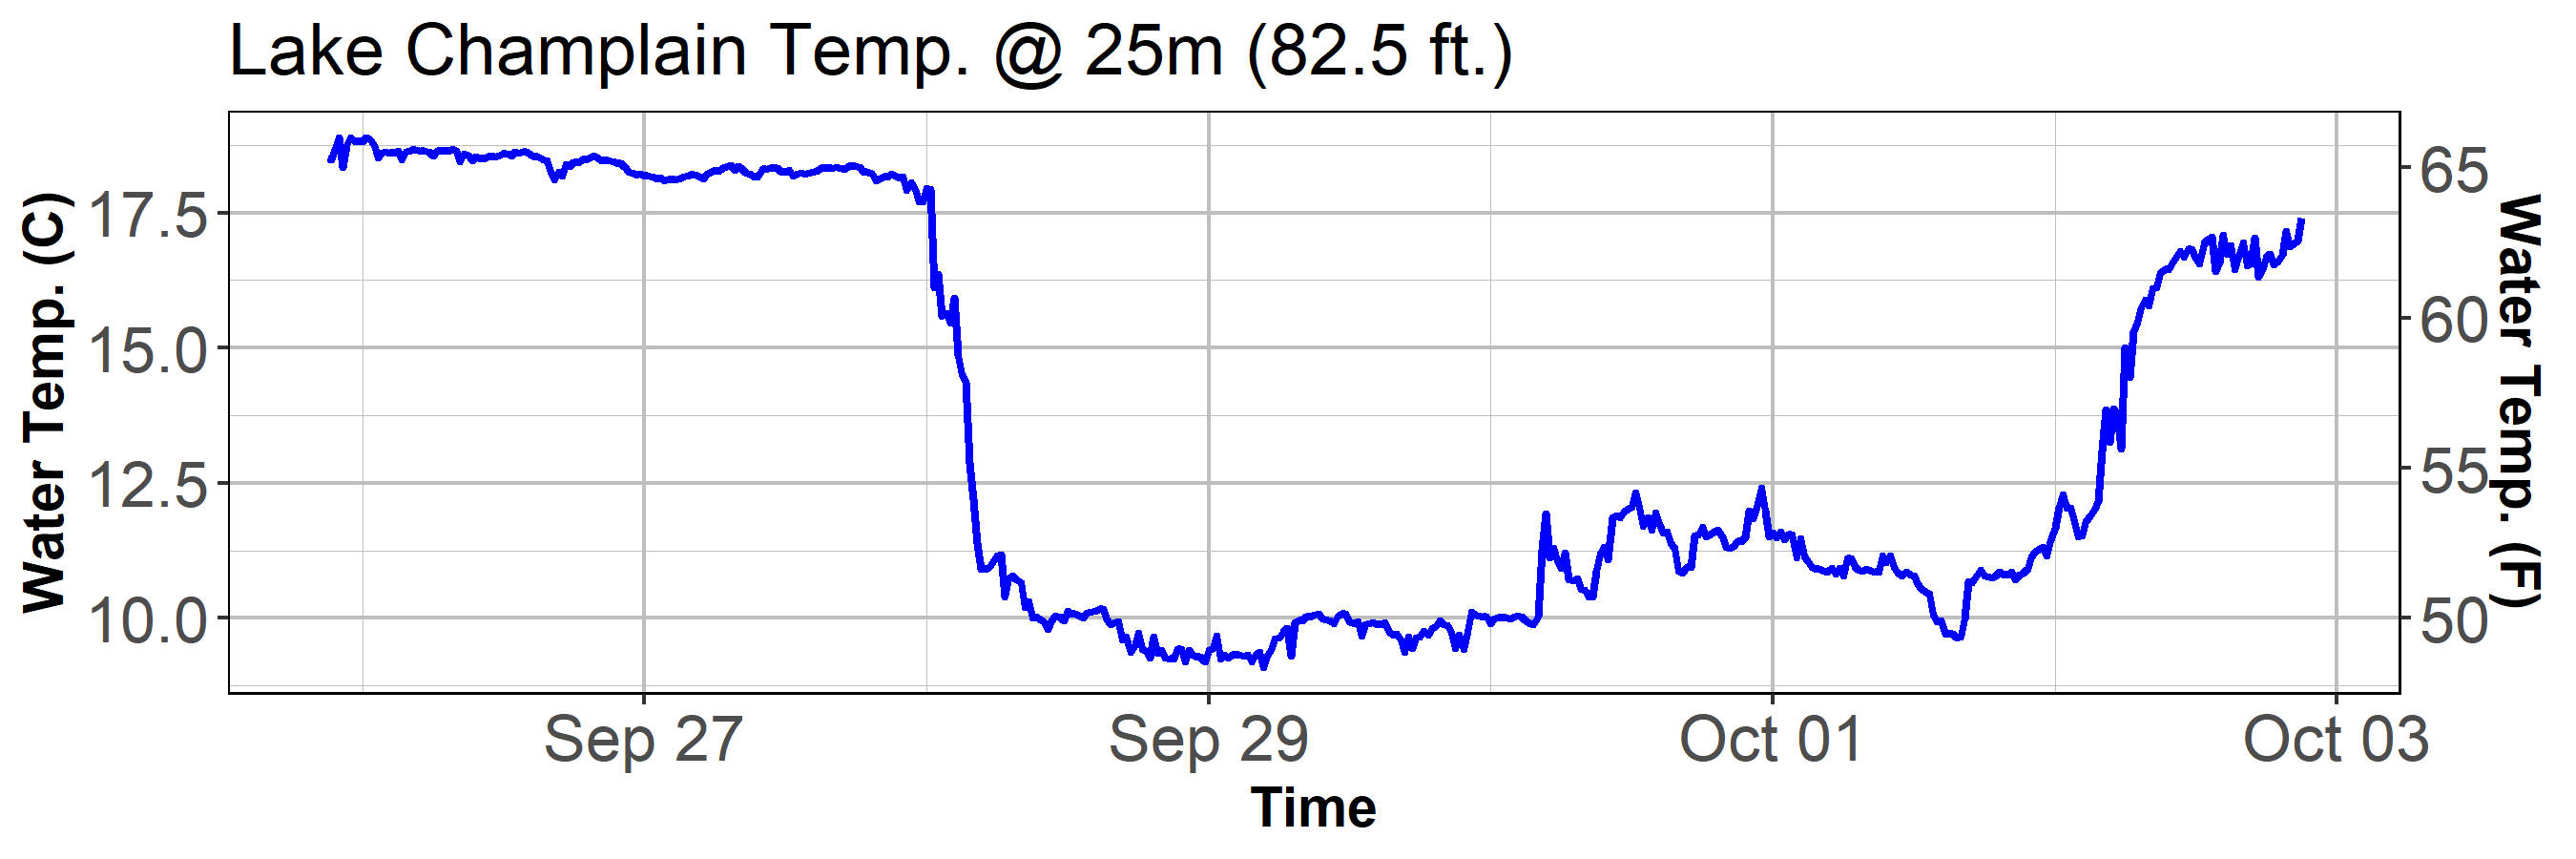 Lake Champlain Temp. @ 25m (82.5 ft.)
Water Temp. (C)
17.5
15.0
12.5
10.0
65
60
55
50
Water Temp. (F)
Sep 27
Sep 29
Oct 01
Oct 03
Time